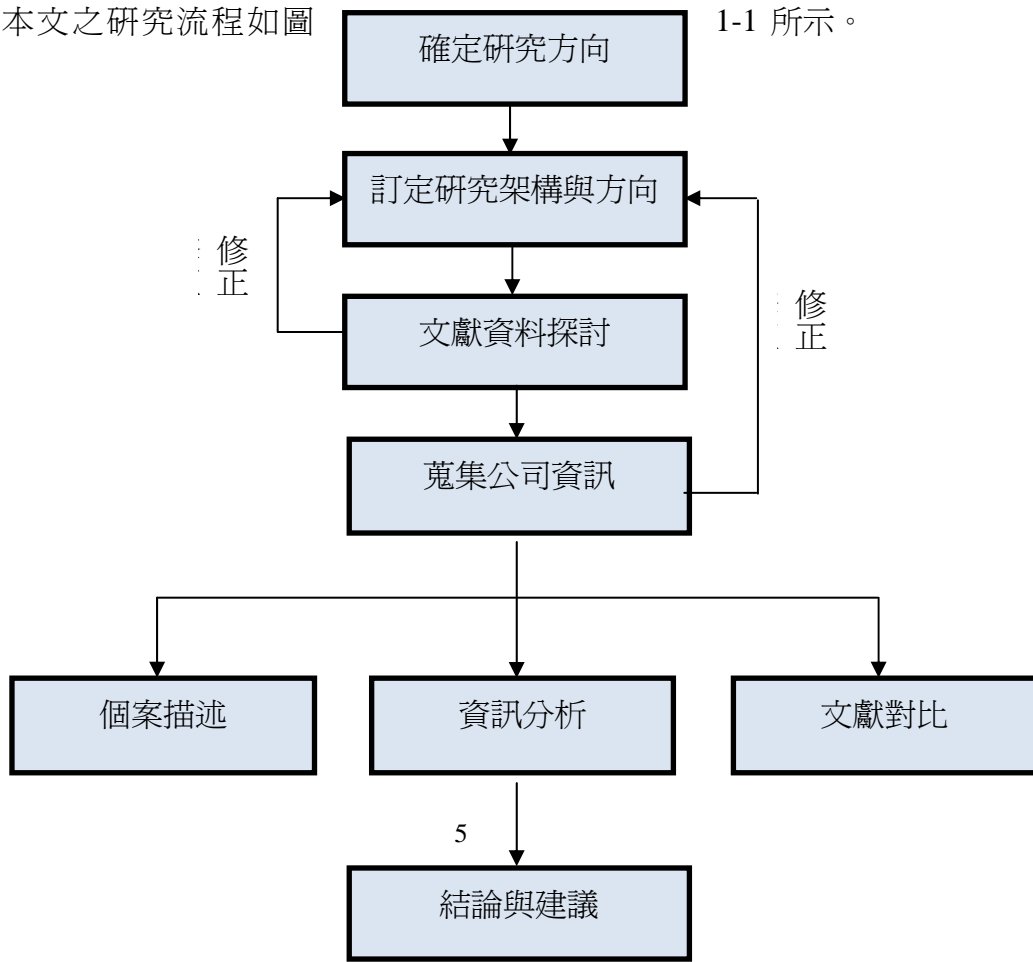 本文之研究流程如圖 1-1 所示。
確定研究方向
訂定研究架構與方向
修正
文獻資料探討
修正
蒐集公司資訊
個案描述 資訊分析 文獻對比
5
結論與建議